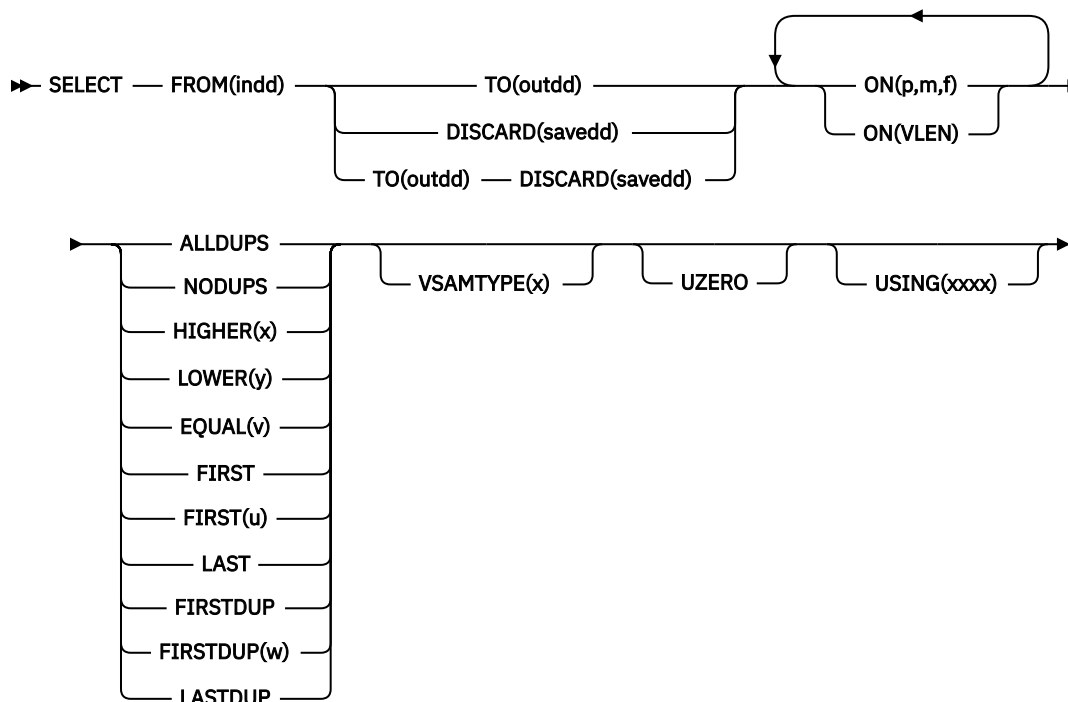 SELECT FROM(indd) TO(outdd) ON(p,m,f)
DISCARD(savedd) ON(VLEN)
TO(outdd) DISCARD(savedd)
ALLDUPS
NODUPS VSAMTYPE(x) UZERO USING(xxxx)
HIGHER(x)
LOWER(y)
EQUAL(v)
FIRST
FIRST(u)
LAST
FIRSTDUP
FIRSTDUP(w)
LASTDUP